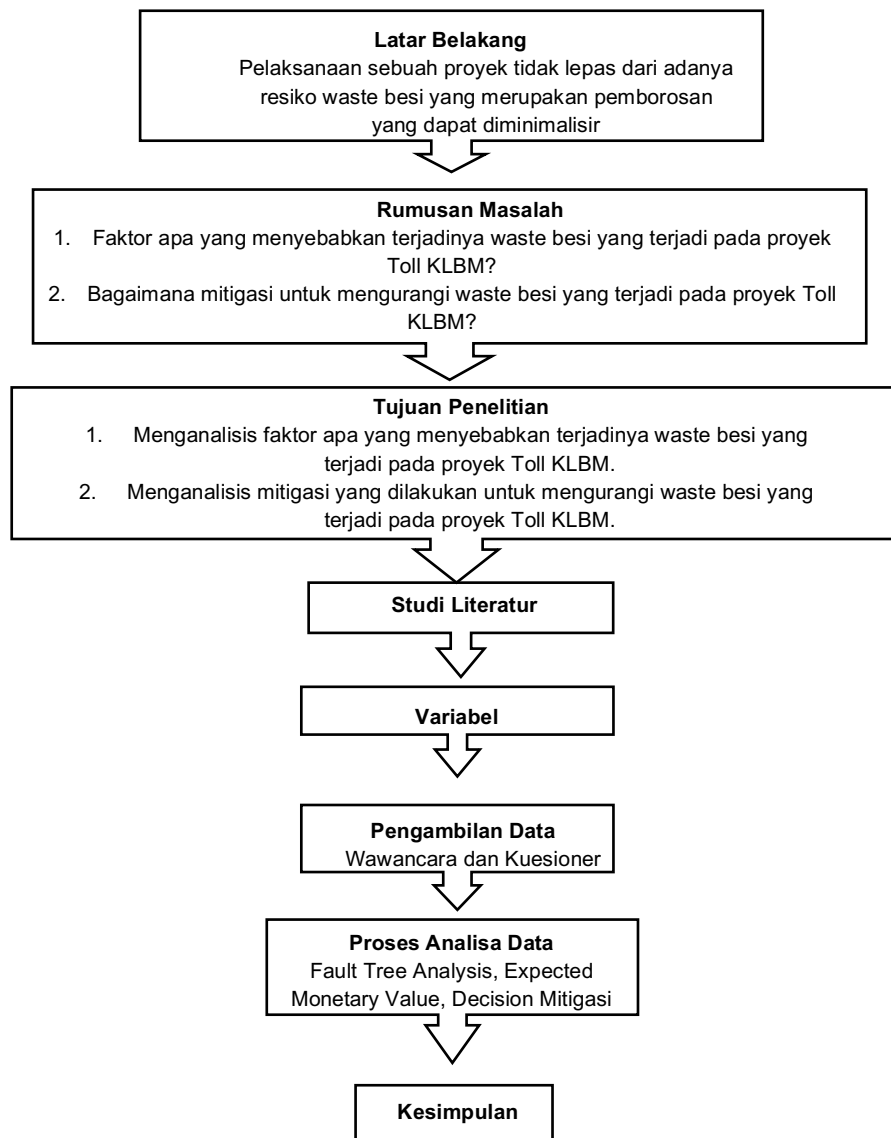 Latar Belakang
Pelaksanaan sebuah proyek tidak lepas dari adanya
resiko waste besi yang merupakan pemborosan
yang dapat diminimalisir
Rumusan Masalah
1. Faktor apa yang menyebabkan terjadinya waste besi yang terjadi pada proyek
Toll KLBM?
2. Bagaimana mitigasi untuk mengurangi waste besi yang terjadi pada proyek Toll
KLBM?
Tujuan Penelitian
1. Menganalisis faktor apa yang menyebabkan terjadinya waste besi yang
terjadi pada proyek Toll KLBM.
2. Menganalisis mitigasi yang dilakukan untuk mengurangi waste besi yang
terjadi pada proyek Toll KLBM.
Studi Literatur
Variabel
Pengambilan Data
Wawancara dan Kuesioner
Proses Analisa Data
Fault Tree Analysis, Expected
Monetary Value, Decision Mitigasi
Kesimpulan